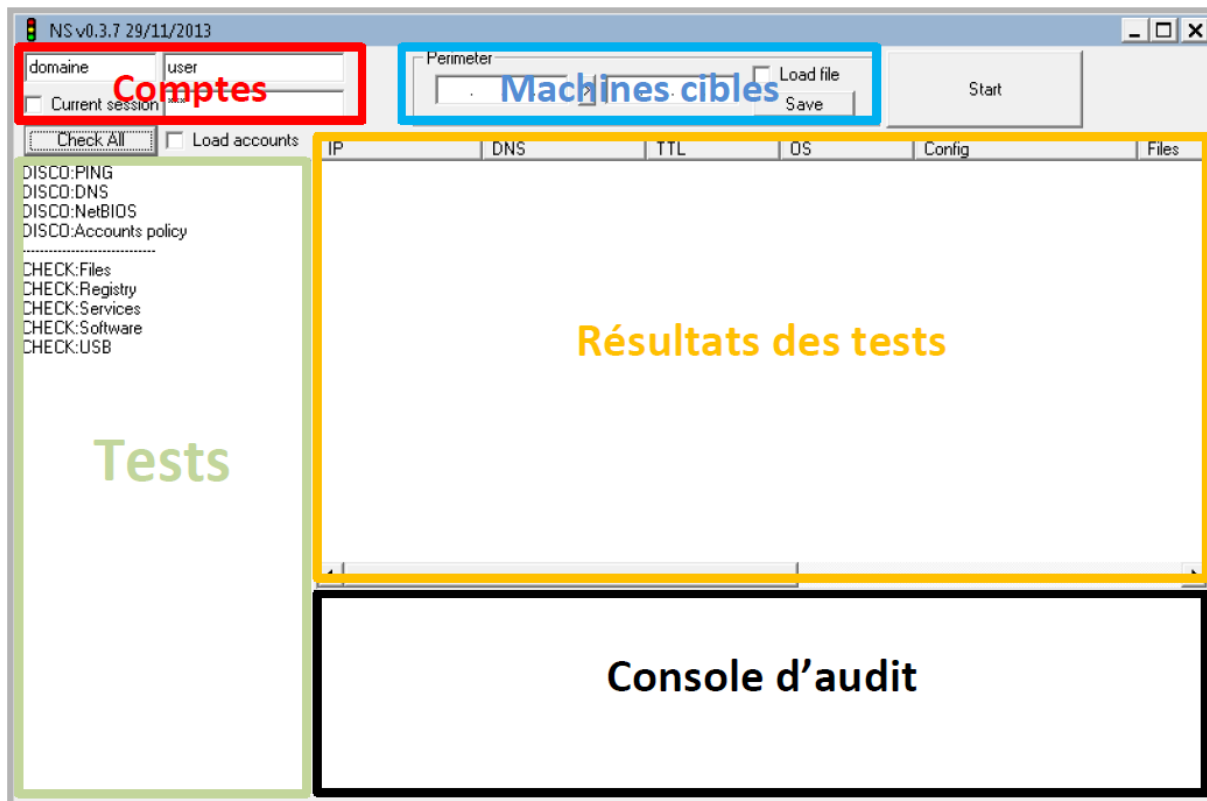 NS v0.3.7 29/11/2013
domaine
user
Comptes
Current session
***
Perimeter
Machines cibles
Load file
Save
Start
Check All
Load accounts
IP
DNS
TTL
OS
Config
Files
DISCO:PING
DISCO:DNS
DISCO:NetBIOS
DISCO:Accounts policy
------------------------------
CHECK:Files
CHECK:Registry
CHECK:Services
CHECK:Software
CHECK:USB
Résultats des tests
Tests
Console d’audit